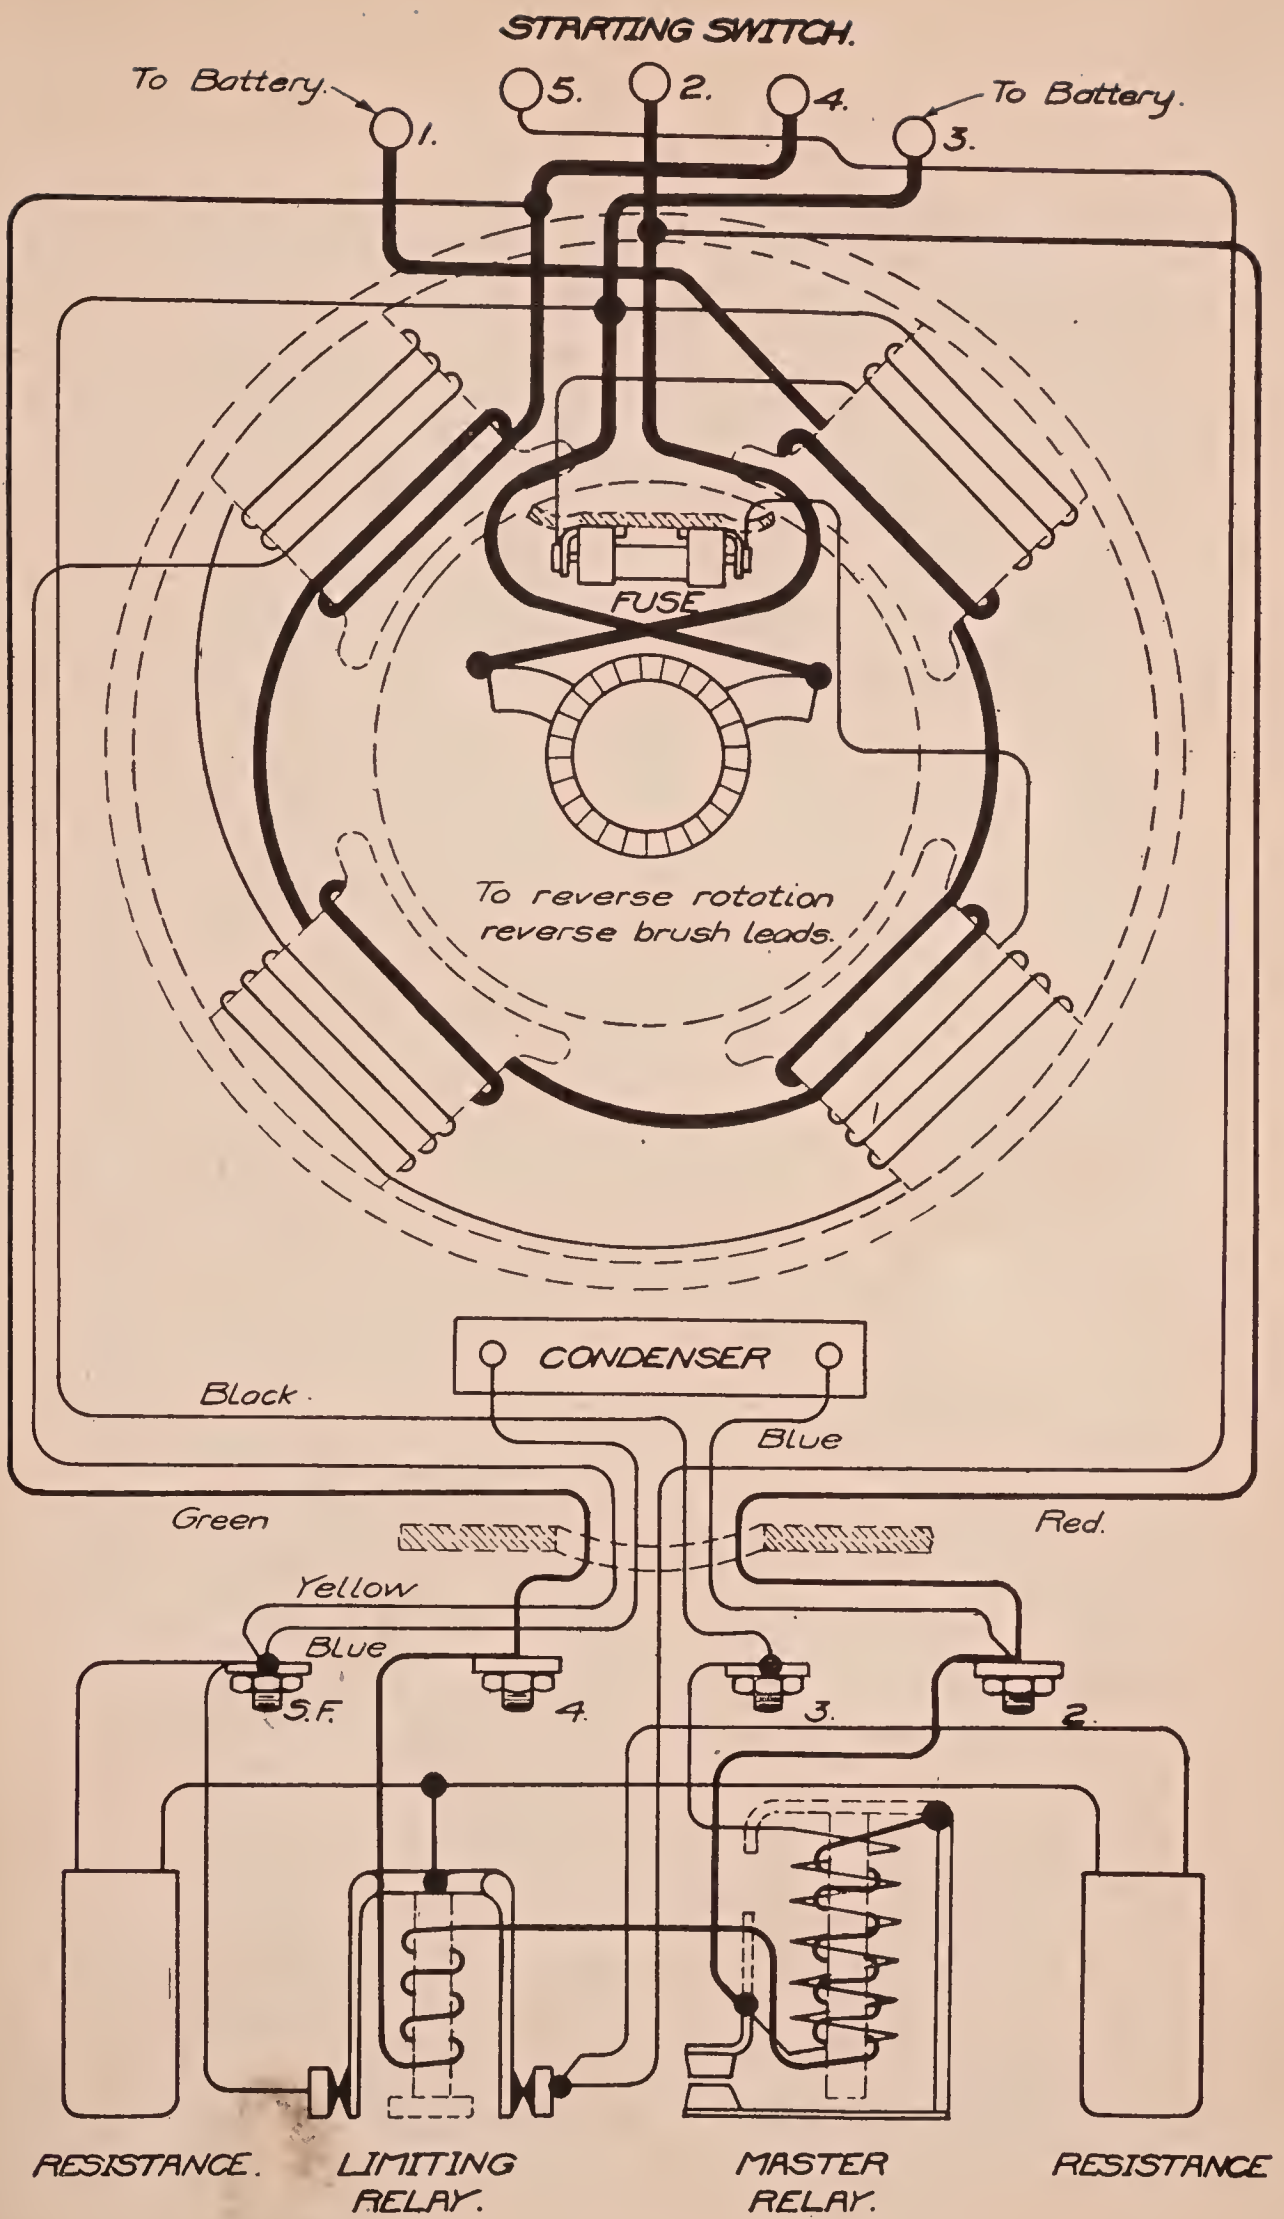 STARTING SWITCH.
To Battery.
5.
2.
4.
To Battery.
1.
3.
FUSE
To reverse rotation
reverse brush leads.
CONDENSER
Black.
Blue
Green
Red.
Yellow
Blue
S.F.
4.
3.
2.
RESISTANCE.
LIMITING
RELAY.
MASTER
RELAY.
RESISTANCE